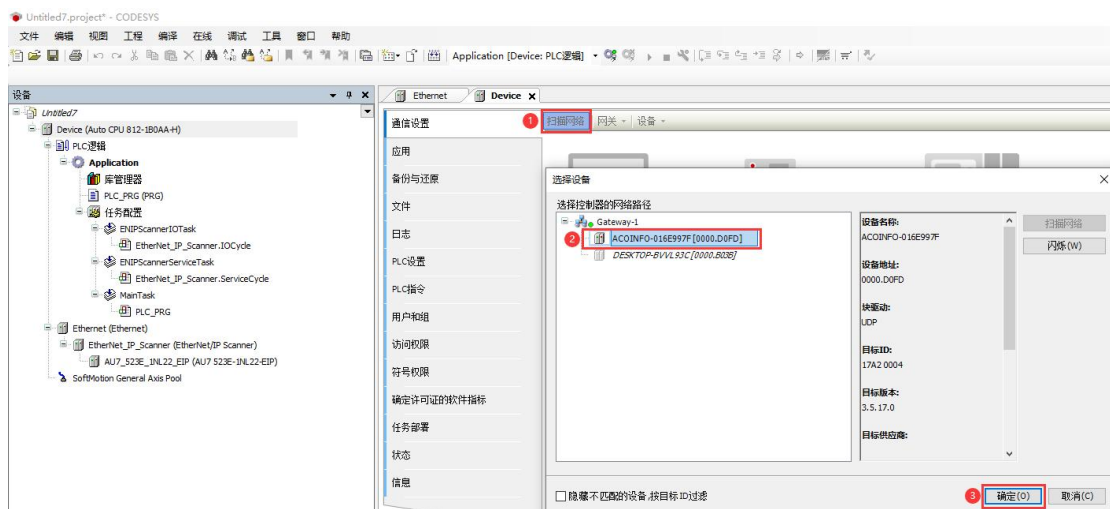 Untitled7.project* - CODESYS
文件 编辑 视图 工程 编译 在线 调试 工具 窗口 帮助
Application [Device: PLC逻辑]
设备
Untitled7
Device (Auto CPU 812-1B0AA-H)
PLC逻辑
Application
库管理器
PLC_PRG (PRG)
任务配置
ENIPScannerIOTask
EtherNet_IP_Scanner.IOCycle
ENIPScannerServiceTask
EtherNet_IP_Scanner.ServiceCycle
MainTask
PLC_PRG
Ethernet (Ethernet)
EtherNet_IP_Scanner (EtherNet/IP Scanner)
AU7_523E_1NL22_EIP (AU7 523E-1NL22-EIP)
SoftMotion General Axis Pool
Ethernet Device
通信设置
应用
备份与还原
文件
日志
PLC设置
PLC指令
用户和组
访问权限
符号权限
确定许可证的软件指标
任务部署
状态
信息
1 扫描网络 网关 设备
选择设备
选择控制器的网络路径
Gateway-1
2 ACOINFO-016E997F [0000.D0FD]
DESKTOP-BVVL93C [0000.B03B]
设备名称:
ACOINFO-016E997F
设备地址:
0000.D0FD
块驱动:
UDP
目标ID:
17A2 0004
目标版本:
3.5.17.0
目标供应商:
扫描网络
闪烁(W)
隐藏不匹配的设备,按目标ID过滤
3 确定(O) 取消(C)